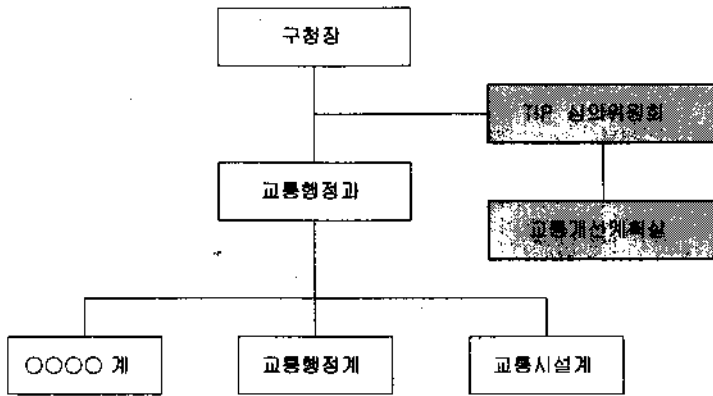 구청장
TIP 심의위원회
교통행정과
교통개선계획실
○○○○ 계
교통행정계
교통시설계